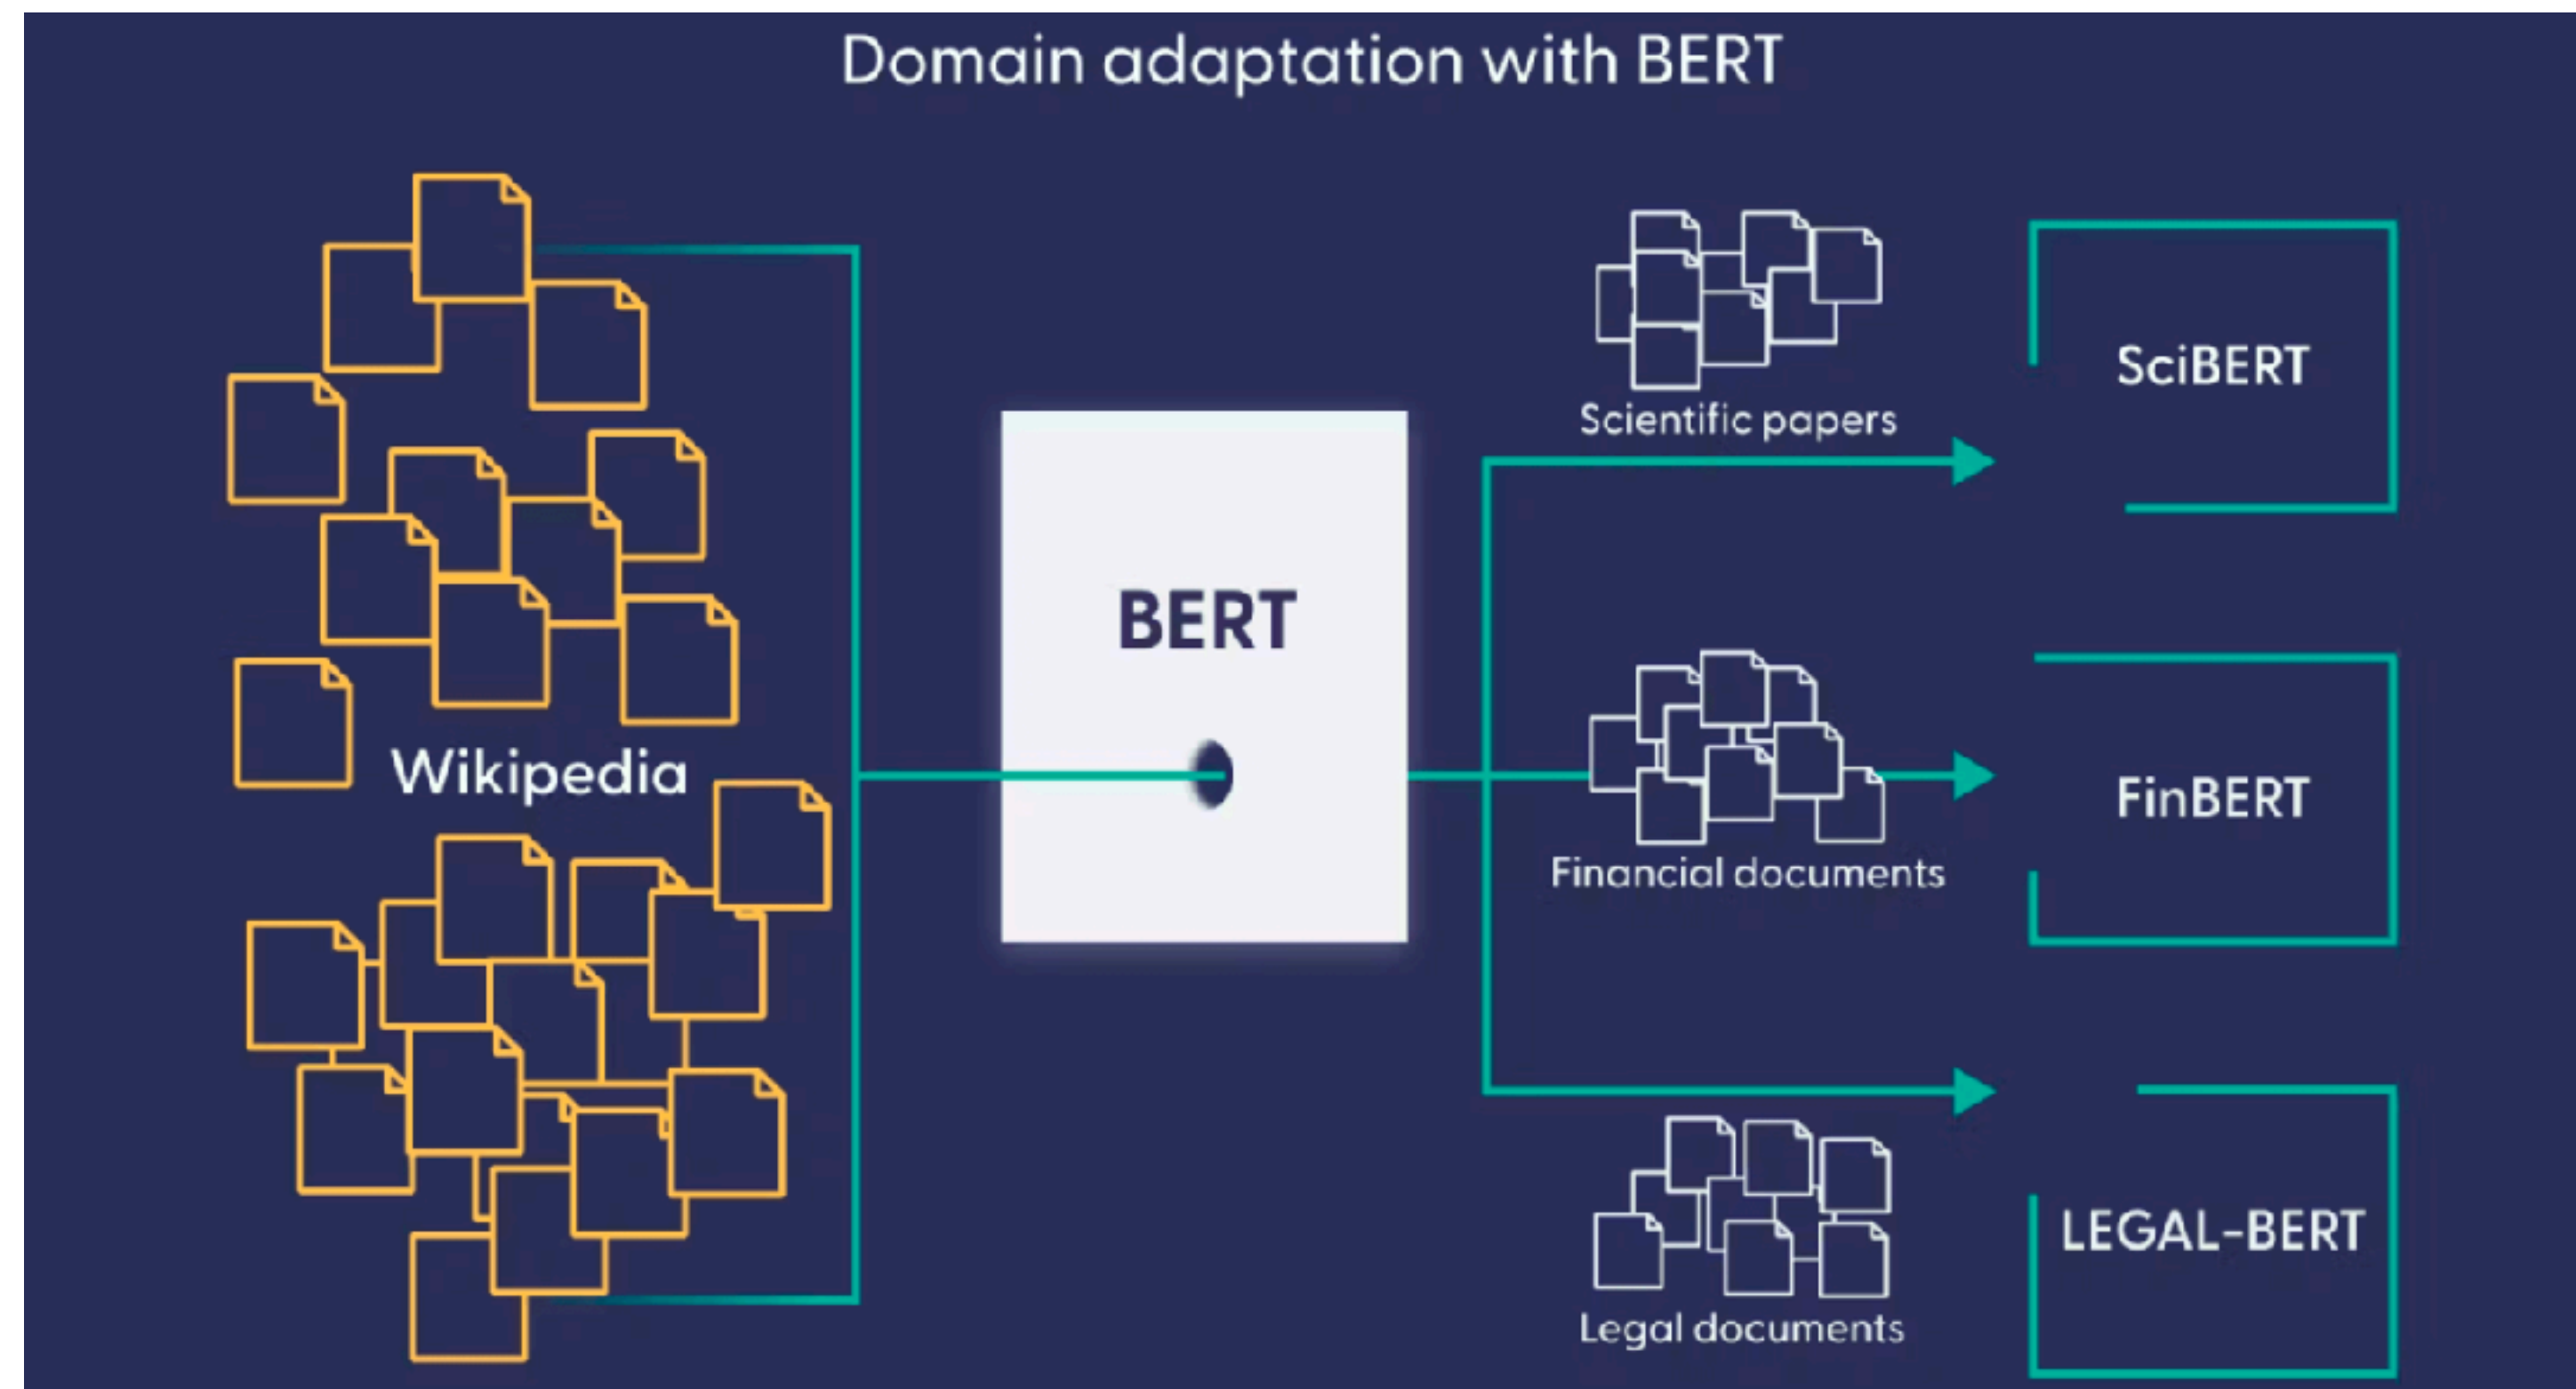 Domain adaptation with BERT
Wikipedia
BERT
Scientific papers
SciBERT
Financial documents
FinBERT
Legal documents
LEGAL-BERT